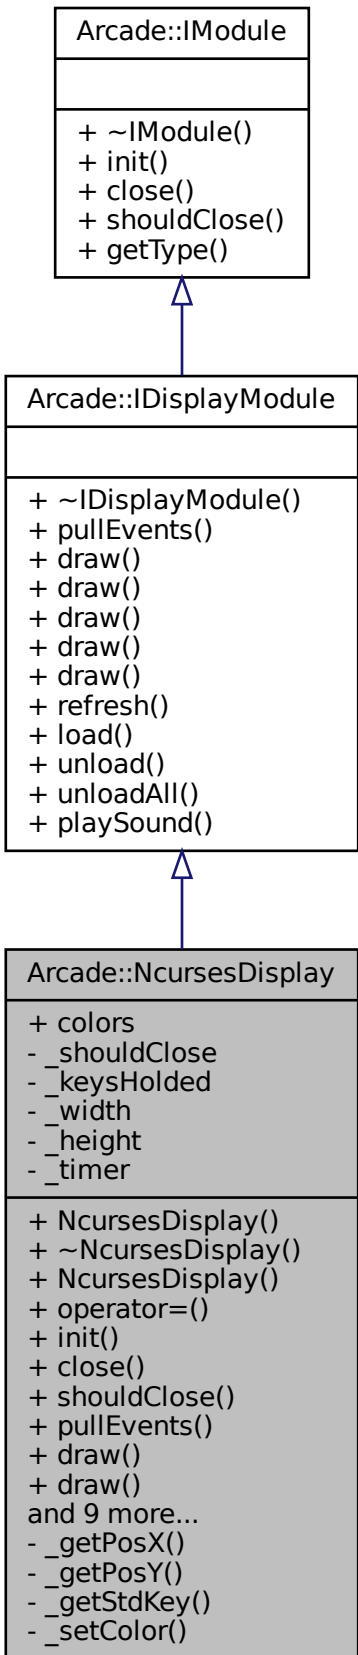 Arcade::IModule
+ ~IModule()
+ init()
+ close()
+ shouldClose()
+ getType()
Arcade::IDisplayModule
+ ~IDisplayModule()
+ pullEvents()
+ draw()
+ draw()
+ draw()
+ draw()
+ draw()
+ refresh()
+ load()
+ unload()
+ unloadAll()
+ playSound()
Arcade::NcursesDisplay
+ colors
- _shouldClose
- _keysHolded
- _width
- _height
- _timer
+ NcursesDisplay()
+ ~NcursesDisplay()
+ NcursesDisplay()
+ operator=()
+ init()
+ close()
+ shouldClose()
+ pullEvents()
+ draw()
+ draw()
and 9 more...
- _getPosX()
- _getPosY()
- _getStdKey()
- _setColor()